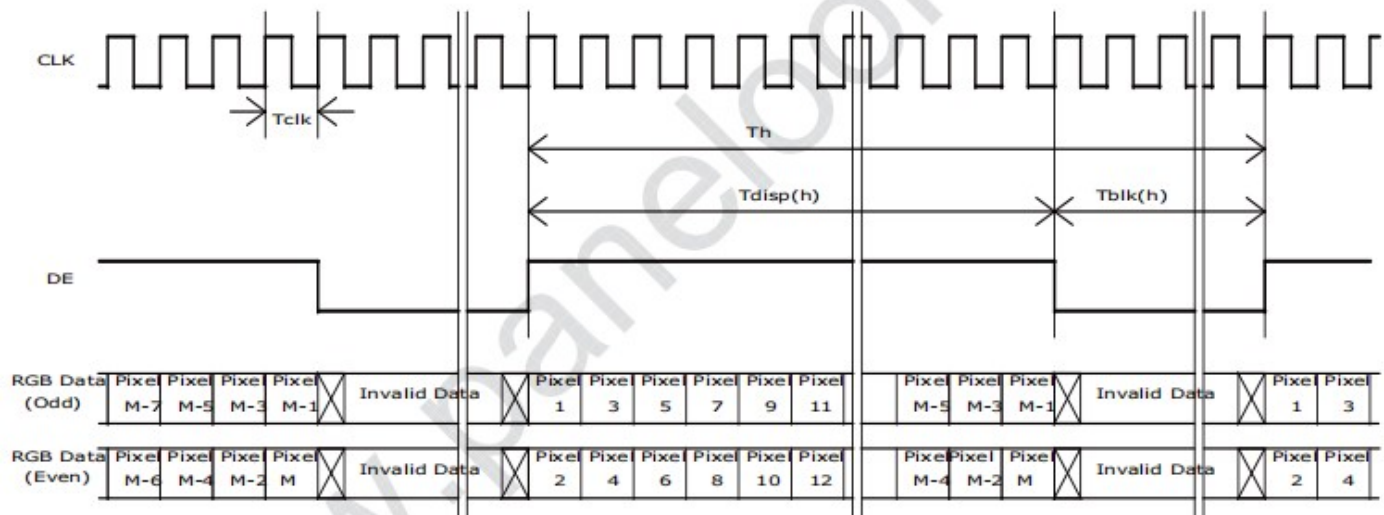 CLK
Tclk
Th
Tdisp(h)
Tblk(h)
DE
RGB Data (Odd)
Pixel M-7 Pixel M-5 Pixel M-3 Pixel M-1 Invalid Data Pixel 1 Pixel 3 Pixel 5 Pixel 7 Pixel 9 Pixel 11 Pixel M-5 Pixel M-3 Pixel M-1 Invalid Data Pixel 1 Pixel 3
RGB Data (Even)
Pixel M-6 Pixel M-4 Pixel M-2 Pixel M Invalid Data Pixel 2 Pixel 4 Pixel 6 Pixel 8 Pixel 10 Pixel 12 Pixel M-4 Pixel M-2 Pixel M Invalid Data Pixel 2 Pixel 4
w.paneloo